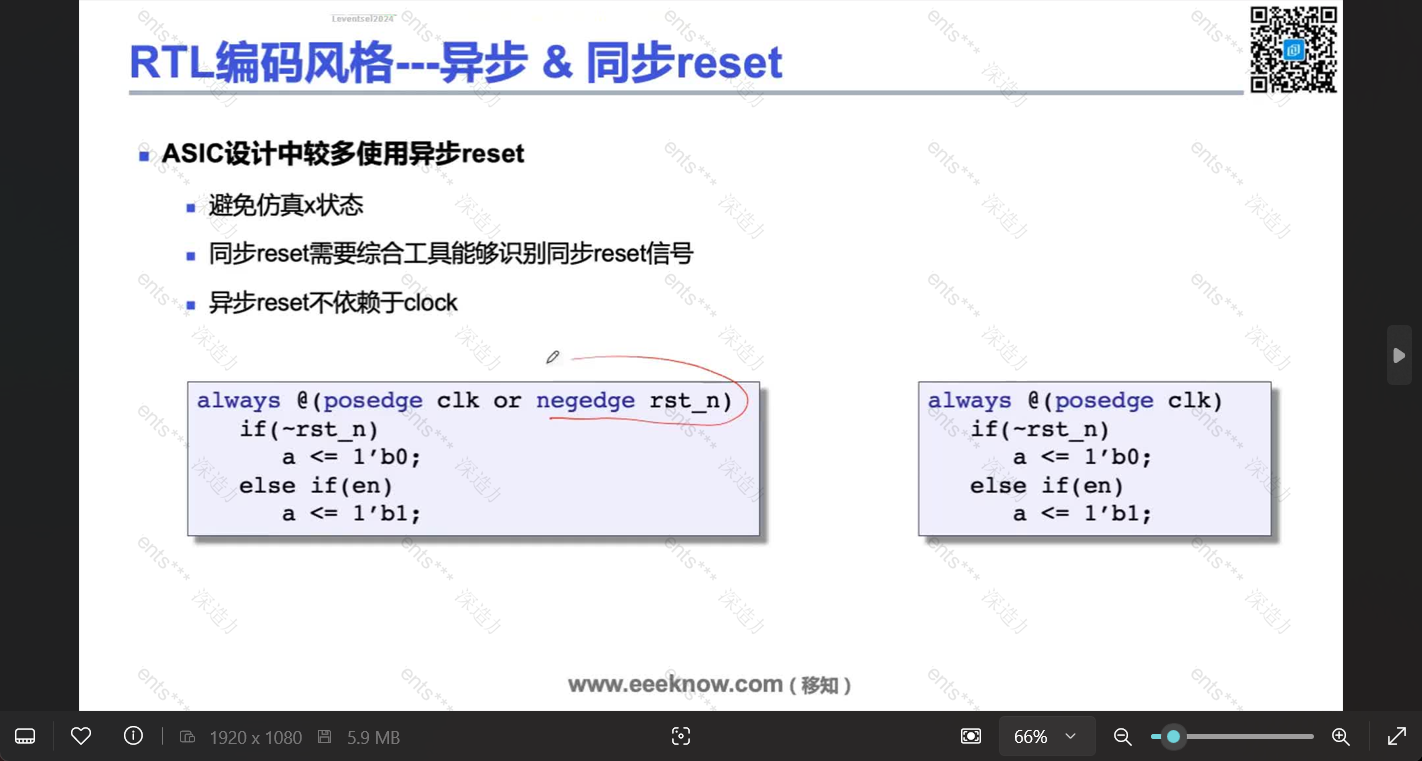 Leventsel2024
RTL编码风格---异步 & 同步reset
ASIC设计中较多使用异步reset
避免仿真x状态
同步reset需要综合工具能够识别同步reset信号
异步reset不依赖于clock
always @(posedge clk or negedge rst_n)
if(~rst_n)
a <= 1’b0;
else if(en)
a <= 1’b1;
always @(posedge clk)
if(~rst_n)
a <= 1’b0;
else if(en)
a <= 1’b1;
www.eeeknow.com ( 移知 )
1920 x 1080
5.9 MB
66%